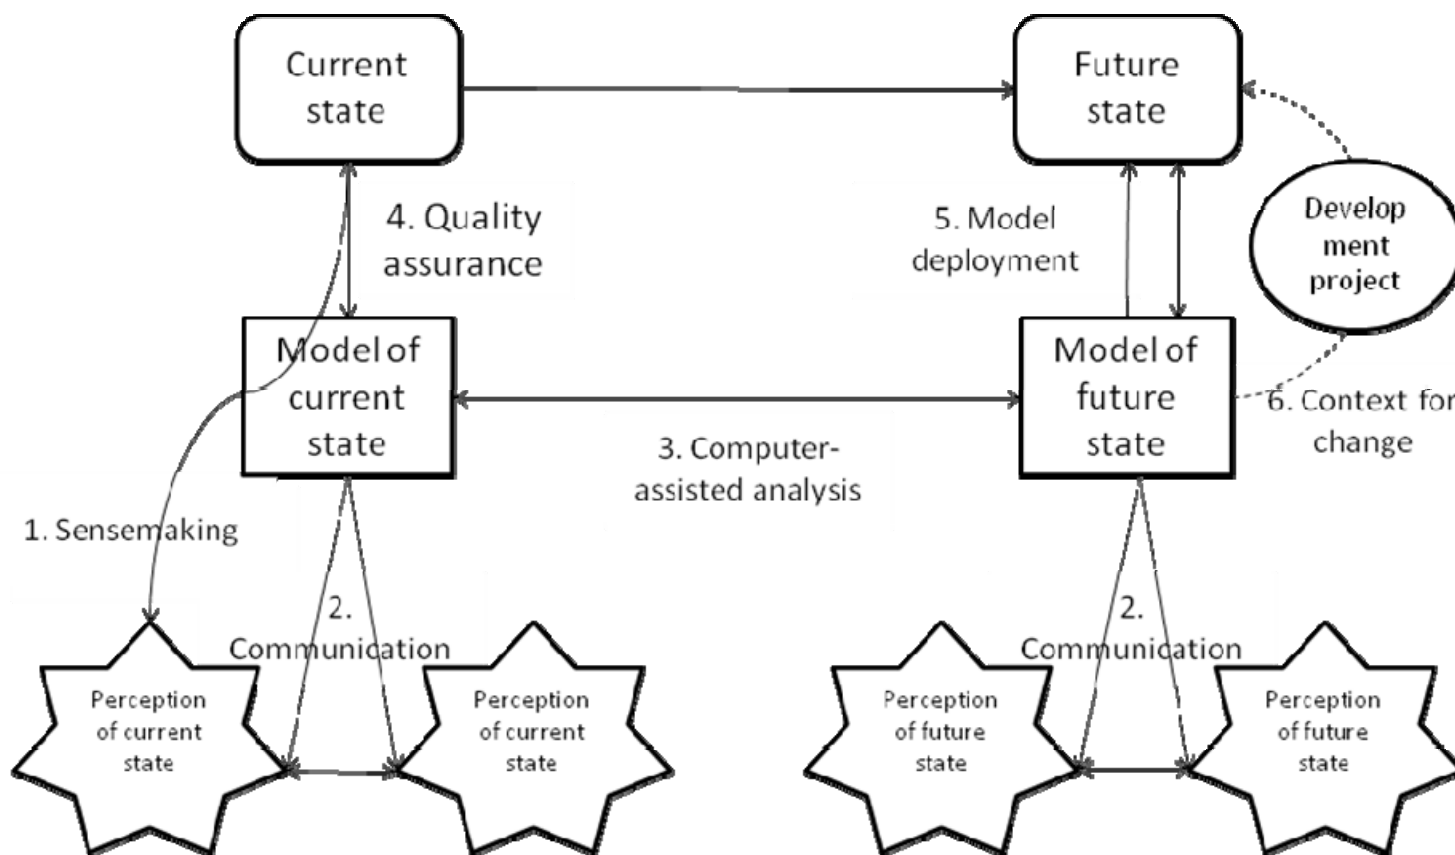 Current
state
Future
state
4. Quality
assurance
5. Model
deployment
Develop
ment
project
Model of
current
state
Model of
future
state
6. Context for
change
3. Computer-
assisted analysis
1. Sensemaking
2.
Communication
2.
Communication
Perception
of current
state
Perception
of current
state
Perception
of future
state
Perception
of future
state